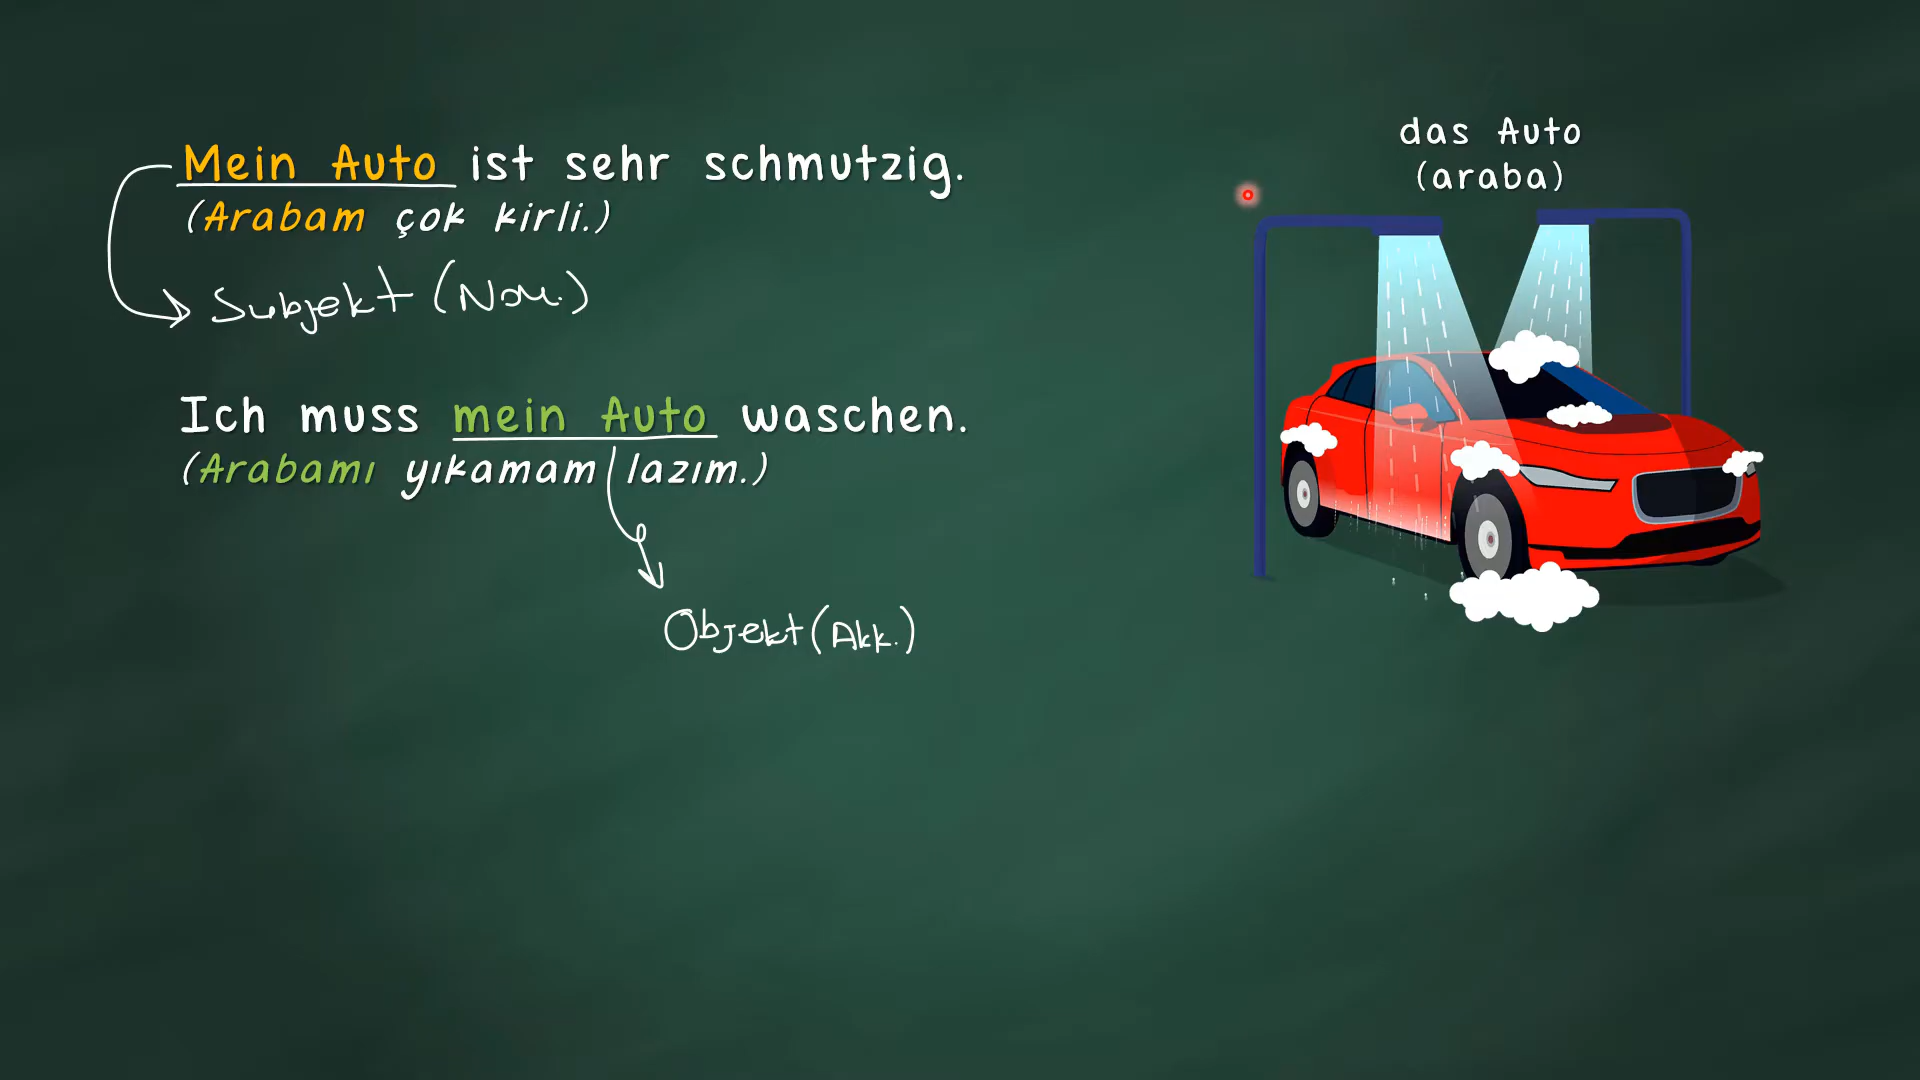 Mein Auto ist sehr schmutzig.
(Arabam çok kirli.)
Subjekt (Nom.)
Ich muss mein Auto waschen.
(Arabamı yıkamam lazım.)
Objekt (Akk.)
das Auto
(araba)